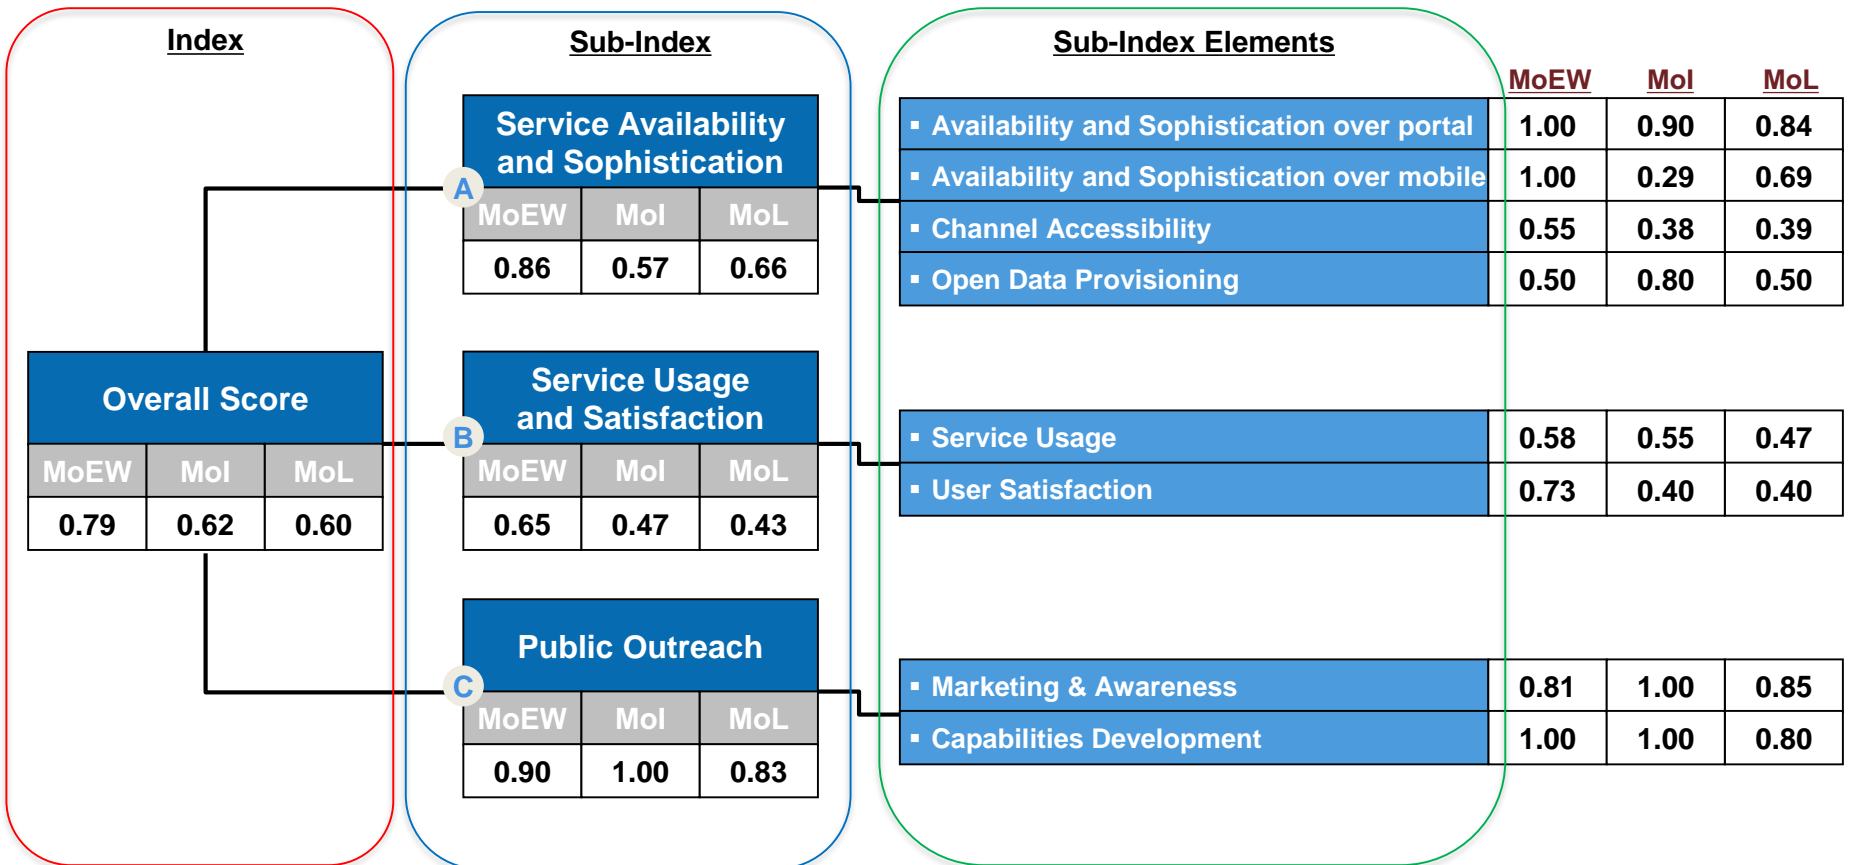 Index
Sub-Index
Sub-Index Elements
MoEW MoI MoL
Service Availability
and Sophistication
A
MoEW MoI MoL
0.86 0.57 0.66
▪ Availability and Sophistication over portal 1.00 0.90 0.84
▪ Availability and Sophistication over mobile 1.00 0.29 0.69
▪ Channel Accessibility 0.55 0.38 0.39
▪ Open Data Provisioning 0.50 0.80 0.50
Overall Score
MoEW MoI MoL
0.79 0.62 0.60
Service Usage
and Satisfaction
B
MoEW MoI MoL
0.65 0.47 0.43
▪ Service Usage 0.58 0.55 0.47
▪ User Satisfaction 0.73 0.40 0.40
Public Outreach
C
MoEW MoI MoL
0.90 1.00 0.83
▪ Marketing & Awareness 0.81 1.00 0.85
▪ Capabilities Development 1.00 1.00 0.80